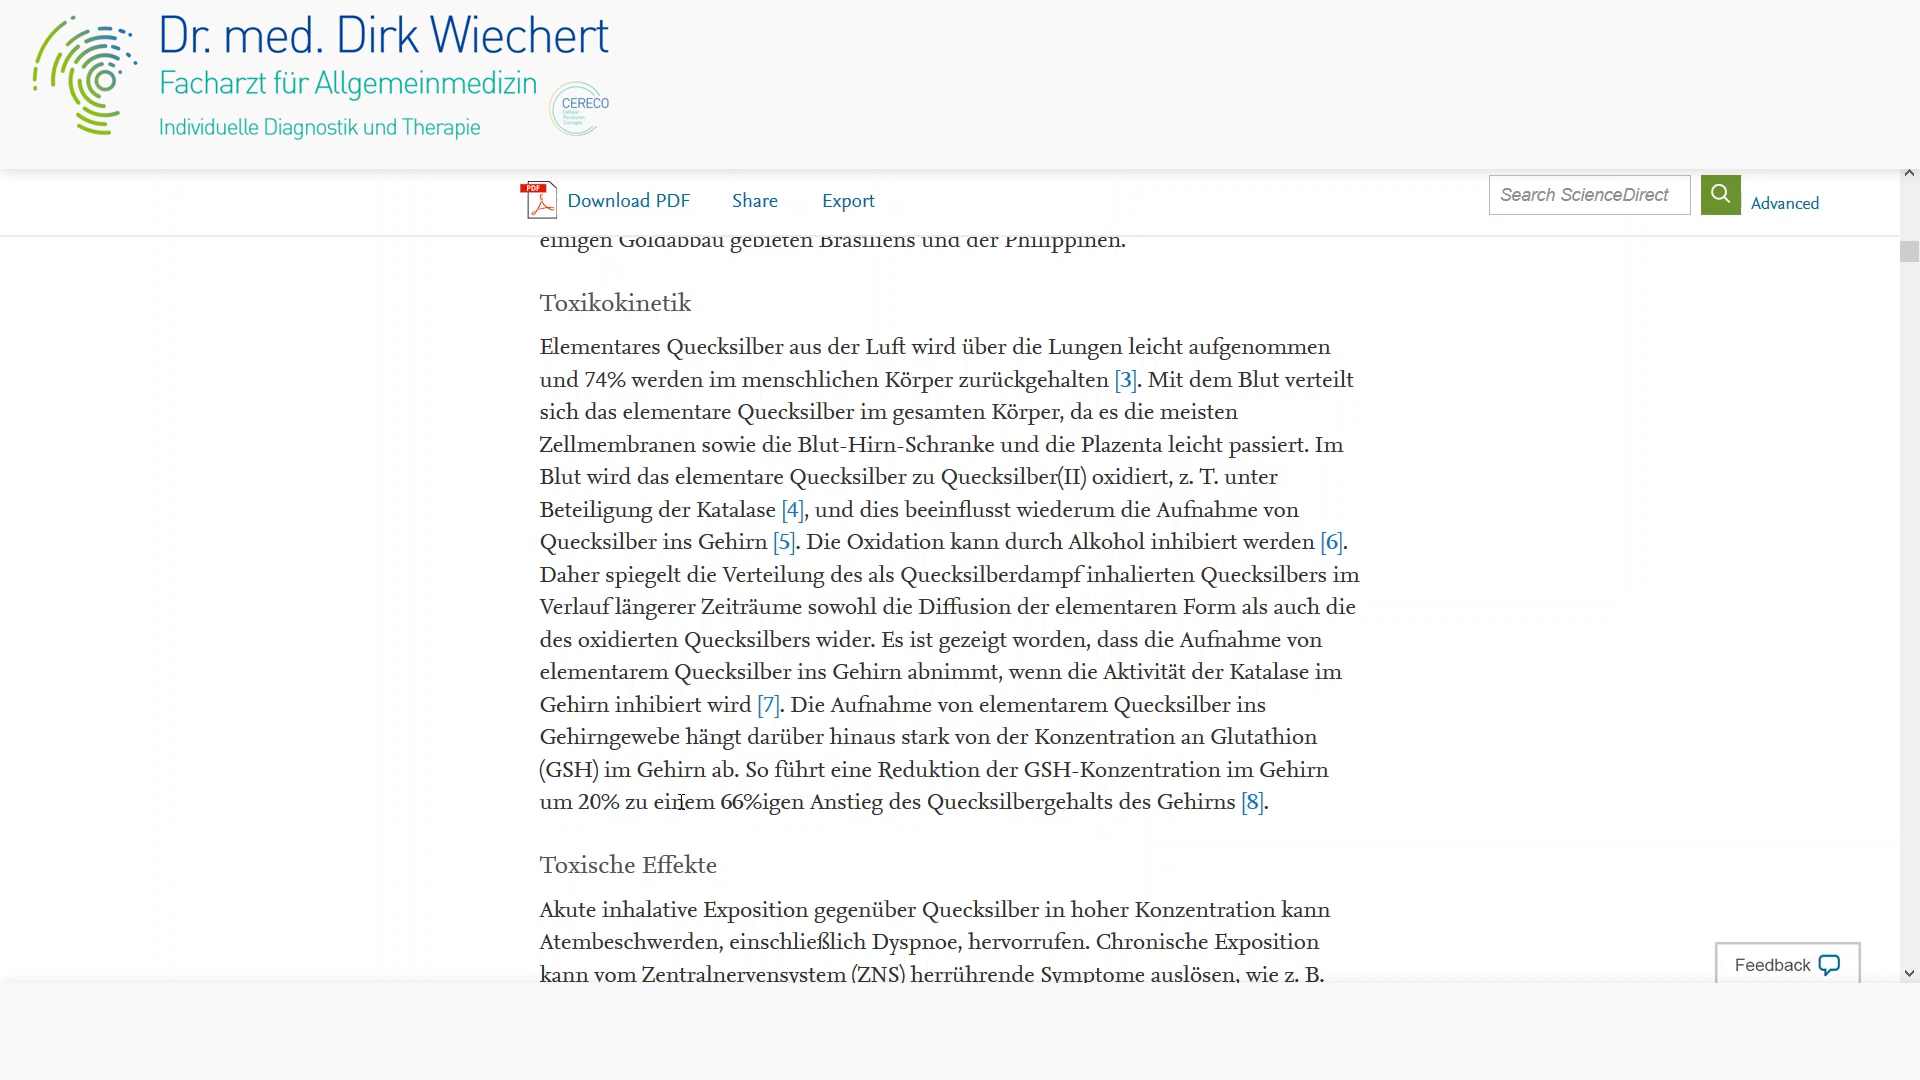 Dr. med. Dirk Wiechert
Facharzt für Allgemeinmedizin
Individuelle Diagnostik und Therapie
CERECO
Download PDF
Share
Export
Search ScienceDirect
Advanced
einigen Goldabbau gebieten Brasiliens und der Philippinen.
Toxikokinetik
Elementares Quecksilber aus der Luft wird über die Lungen leicht aufgenommen
und 74% werden im menschlichen Körper zurückgehalten [3]. Mit dem Blut verteilt
sich das elementare Quecksilber im gesamten Körper, da es die meisten
Zellmembranen sowie die Blut-Hirn-Schranke und die Plazenta leicht passiert. Im
Blut wird das elementare Quecksilber zu Quecksilber(II) oxidiert, z. T. unter
Beteiligung der Katalase [4], und dies beeinflusst wiederum die Aufnahme von
Quecksilber ins Gehirn [5]. Die Oxidation kann durch Alkohol inhibiert werden [6].
Daher spiegelt die Verteilung des als Quecksilberdampf inhalierten Quecksilbers im
Verlauf längerer Zeiträume sowohl die Diffusion der elementaren Form als auch die
des oxidierten Quecksilbers wider. Es ist gezeigt worden, dass die Aufnahme von
elementarem Quecksilber ins Gehirn abnimmt, wenn die Aktivität der Katalase im
Gehirn inhibiert wird [7]. Die Aufnahme von elementarem Quecksilber ins
Gehirngewebe hängt darüber hinaus stark von der Konzentration an Glutathion
(GSH) im Gehirn ab. So führt eine Reduktion der GSH-Konzentration im Gehirn
um 20% zu einem 66%igen Anstieg des Quecksilbergehalts des Gehirns [8].
Toxische Effekte
Akute inhalative Exposition gegenüber Quecksilber in hoher Konzentration kann
Atembeschwerden, einschließlich Dyspnoe, hervorrufen. Chronische Exposition
kann vom Zentralnervensystem (ZNS) herrührende Symptome auslösen, wie z. B.
Feedback